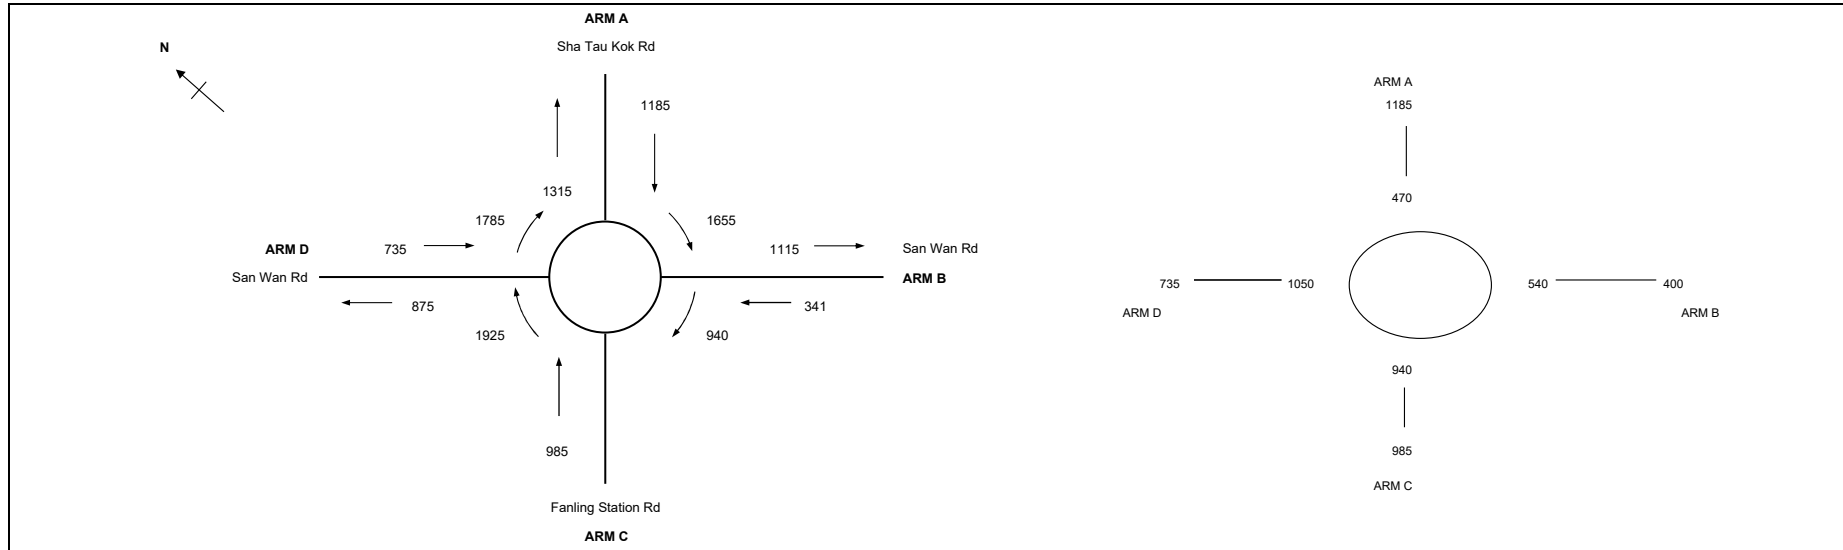 ARM A
N
Sha Tau Kok Rd
1185
1315
1785
1655
ARM D
735
1115
San Wan Rd
San Wan Rd
ARM B
875
341
1925
940
985
Fanling Station Rd
ARM C
ARM A
1185
470
735
1050
540
400
ARM D
ARM B
940
985
ARM C